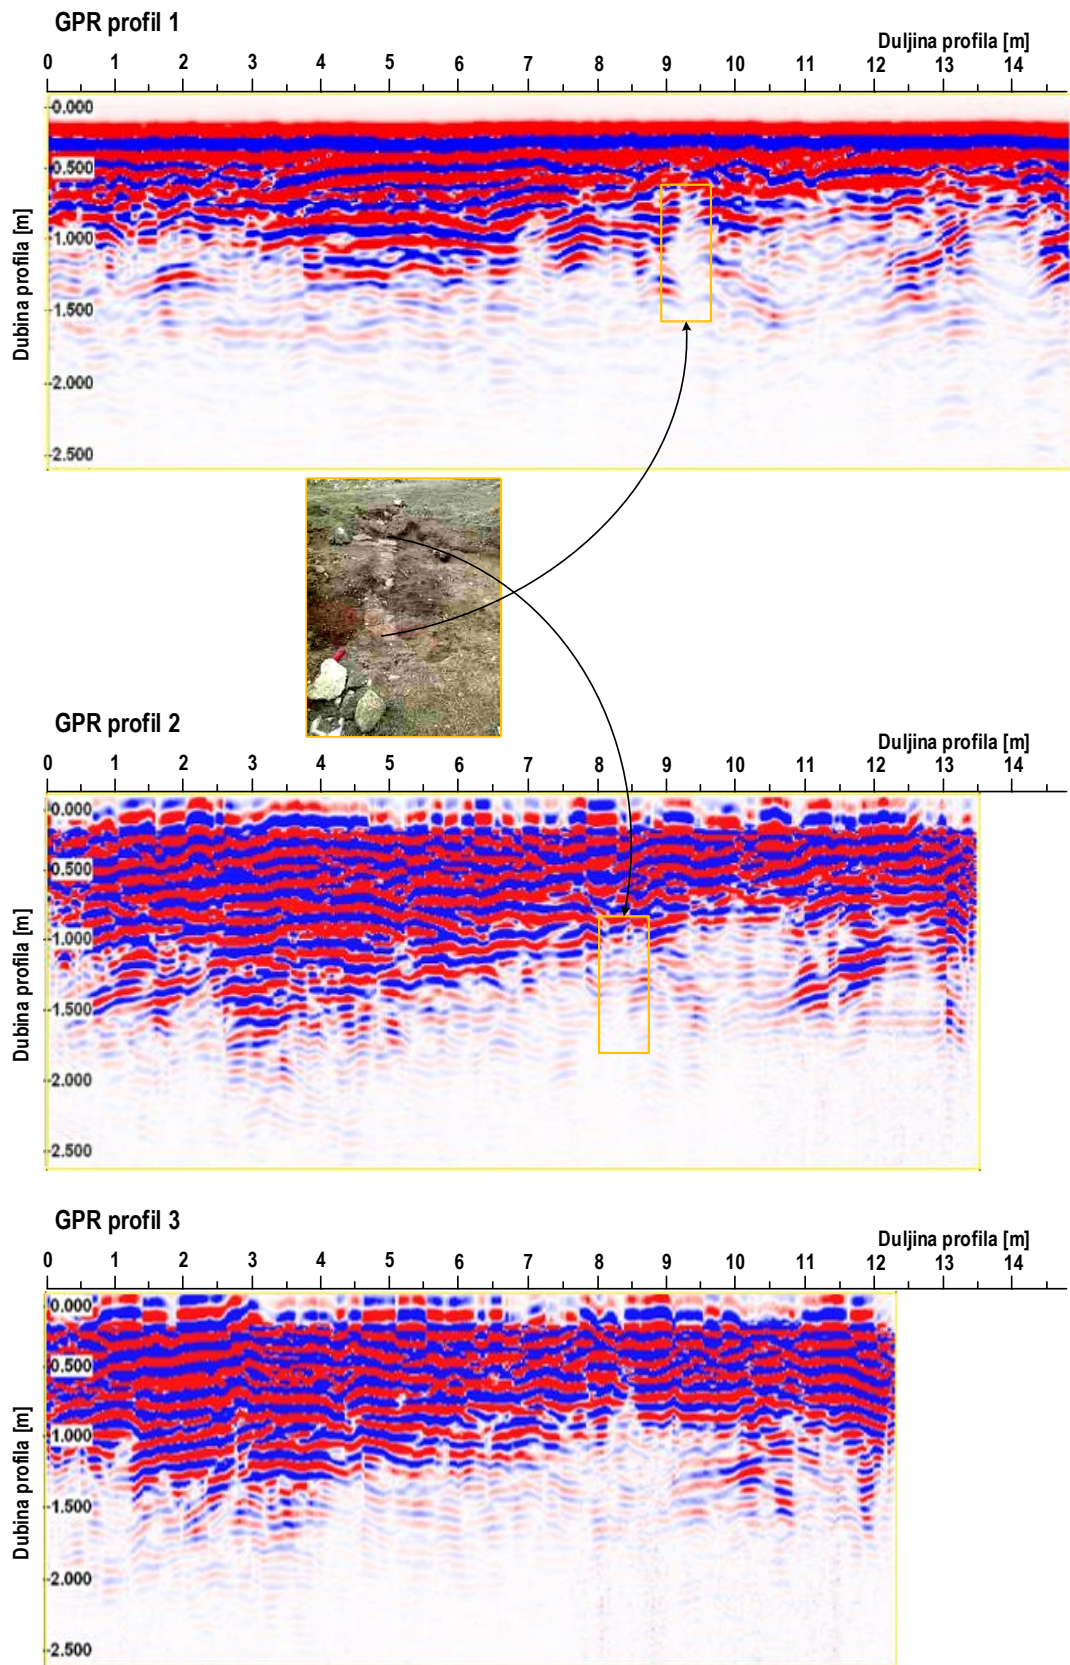 GPR profil 1
Duljina profila [m]
0 1 2 3 4 5 6 7 8 9 10 11 12 13 14
Dubina profila [m]
0.000
0.500
1.000
1.500
2.000
2.500
GPR profil 2
Duljina profila [m]
0 1 2 3 4 5 6 7 8 9 10 11 12 13 14
Dubina profila [m]
0.000
0.500
1.000
1.500
2.000
2.500
GPR profil 3
Duljina profila [m]
0 1 2 3 4 5 6 7 8 9 10 11 12 13 14
Dubina profila [m]
0.000
0.500
1.000
1.500
2.000
2.500